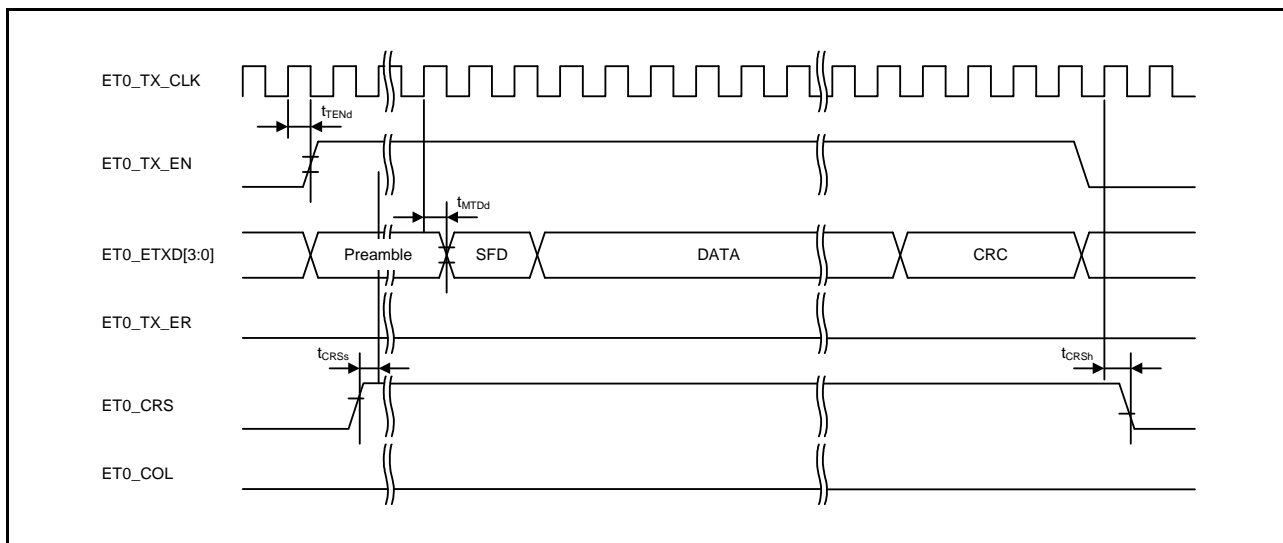 ET0_TX_CLK
tTENd
ET0_TX_EN
tMTDd
ET0_ETXD[3:0]
Preamble
SFD
DATA
CRC
ET0_TX_ER
tCRSs
tCRSh
ET0_CRS
ET0_COL